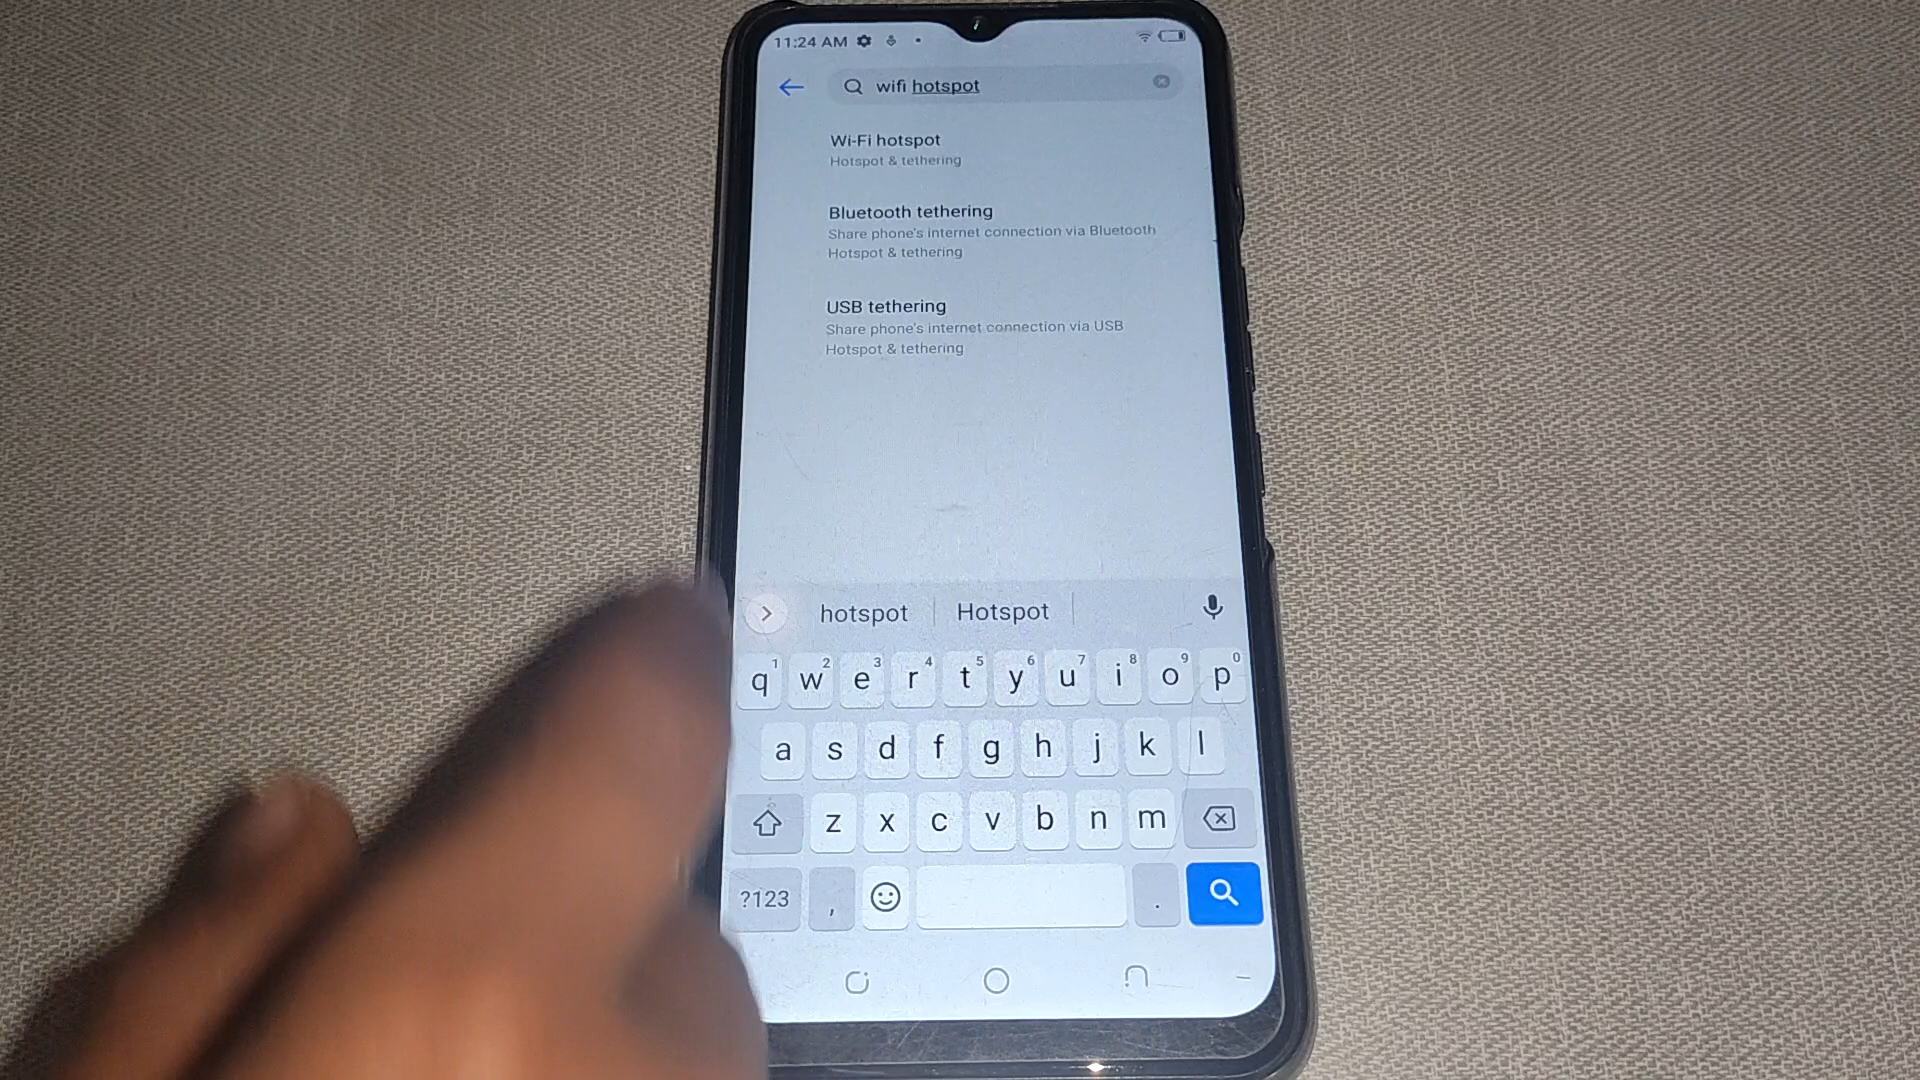 11:24 AM
wifi hotspot
Wi-Fi hotspot
Hotspot & tethering
Bluetooth tethering
Share phone's internet connection via Bluetooth
Hotspot & tethering
USB tethering
Share phone's internet connection via USB
Hotspot & tethering
hotspot Hotspot
1 2 3 4 5 6 7 8 9 0
q w e r t y u i o p
a s d f g h j k l
z x c v b n m
?123 , .